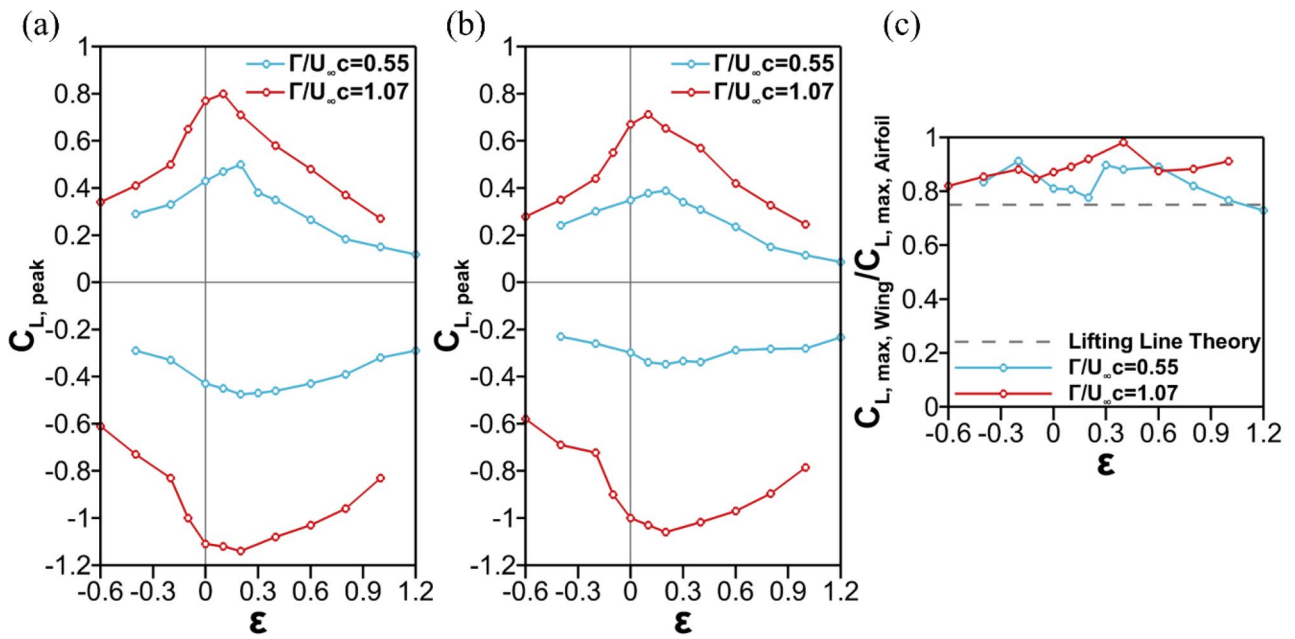 (a)
1
0.8
0.6
0.4
0.2
0
-0.2
-0.4
-0.6
-0.8
-1
-1.2
C_L, peak
Γ/U∞c=0.55
Γ/U∞c=1.07
-0.6 -0.3 0 0.3 0.6 0.9 1.2
ε
(b)
1
0.8
0.6
0.4
0.2
0
-0.2
-0.4
-0.6
-0.8
-1
-1.2
C_L, peak
Γ/U∞c=0.55
Γ/U∞c=1.07
-0.6 -0.3 0 0.3 0.6 0.9 1.2
ε
(c)
1
0.8
0.6
0.4
0.2
0
C_L, max, Wing/C_L, max, Airfoil
Lifting Line Theory
Γ/U∞c=0.55
Γ/U∞c=1.07
-0.6 -0.3 0 0.3 0.6 0.9 1.2
ε